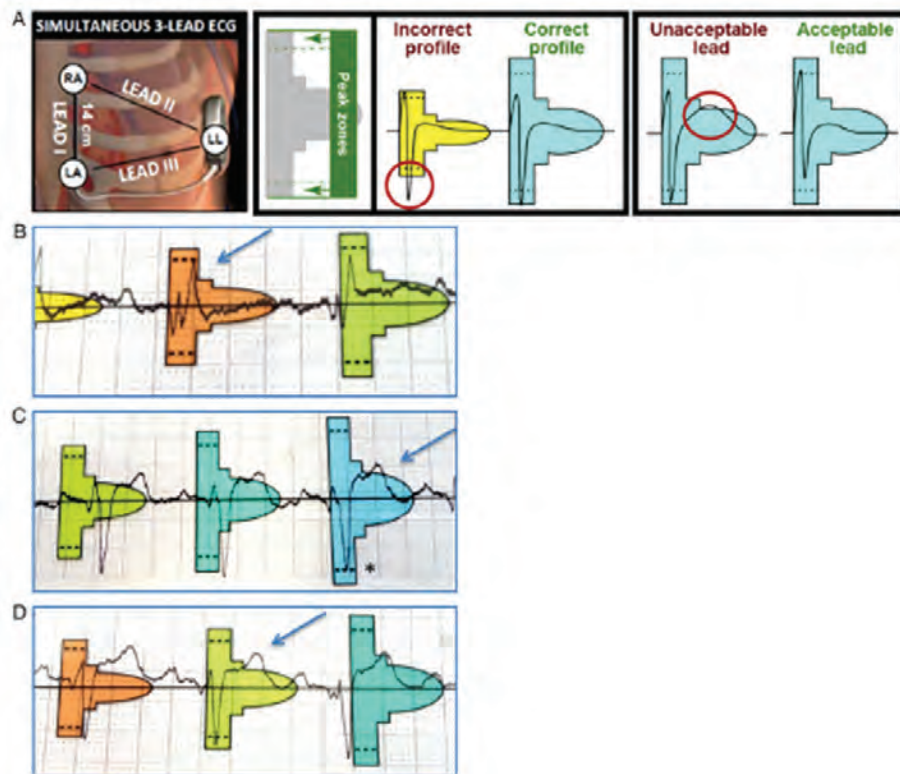 A
SIMULTANEOUS 3-LEAD ECG
RA
LEAD II
LEAD I
14 cm
LL
LEAD III
LA
Peak zones
Incorrect
profile
Correct
profile
Unacceptable
lead
Acceptable
lead
B
C
*
D